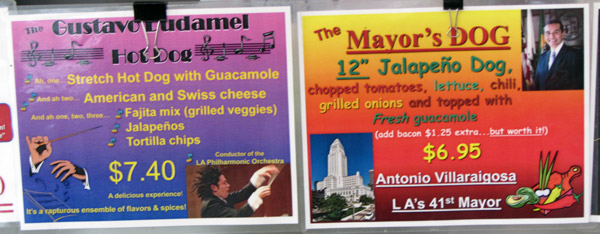 The Gustavo Dudamel
Hot Dog
Ah, one... Stretch Hot Dog with Guacamole
And ah two... American and Swiss cheese
And ah one, two, three... Fajita mix (grilled veggies)
Jalapeños
Tortilla chips
Conductor of the
LA Philharmonic Orchestra
$7.40
A delicious experience!
It's a rapturous ensemble of flavors & spices!
The Mayor's DOG
12" Jalapeño Dog,
chopped tomatoes, lettuce, chili,
grilled onions and topped with
Fresh guacamole
(add bacon $1.25 extra...but worth it!)
$6.95
Antonio Villaraigosa
LA's 41st Mayor